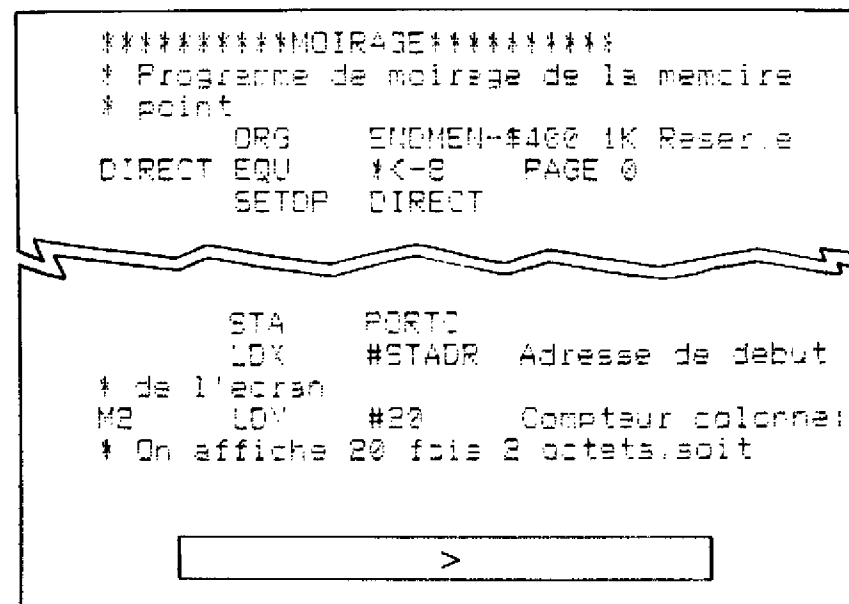 **********MOIRAGE**********
* Programme de moirage de la memoire
* point
ORG ENDMEM-$400 1K Reserve
DIRECT EQU *<-8 PAGE 0
SETDP DIRECT
STA PORTC
LDX #STADR Adresse de debut
* de l'ecran
M2 LDY #20 Compteur colonne
* On affiche 20 fois 2 octets,soit
>